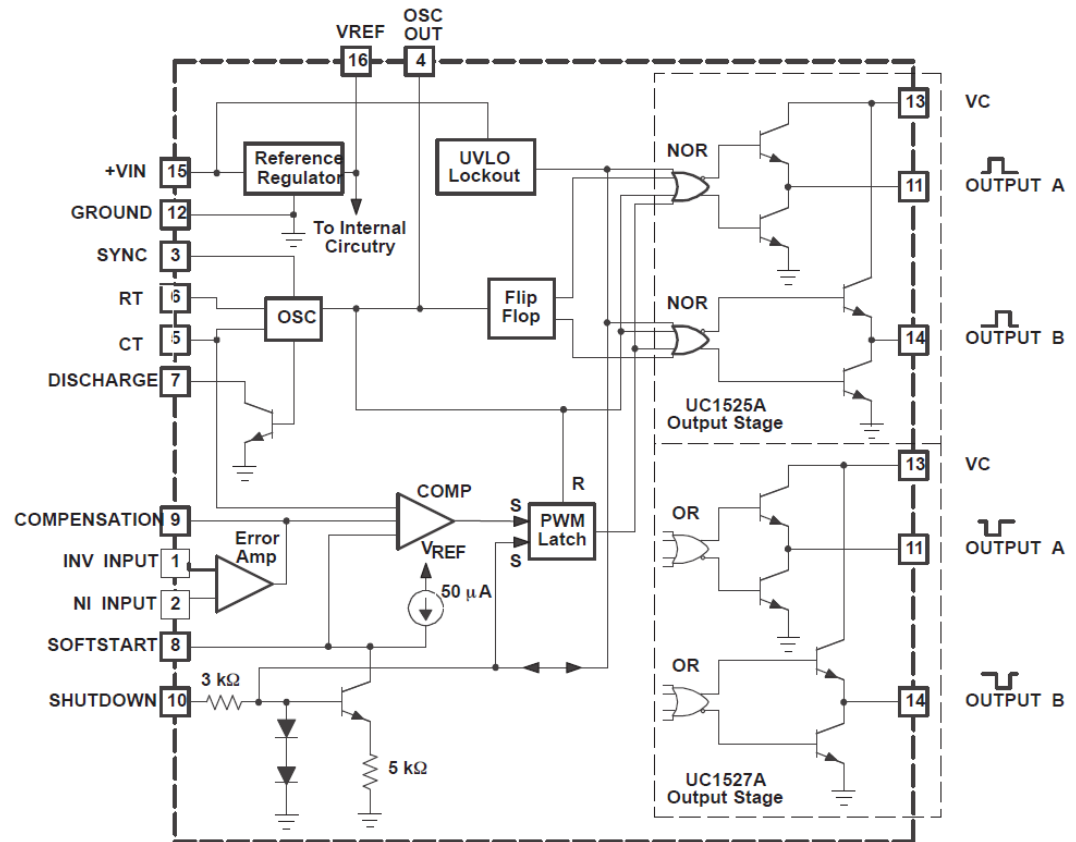 OSC
VREF OUT
16 4
13 VC
NOR
+VIN 15 Reference
Regulator
UVLO
Lockout
11 OUTPUT A
GROUND 12
To Internal
Circutry
SYNC 3
RT 6
OSC
Flip
Flop
NOR
CT 5
14 OUTPUT B
DISCHARGE 7
UC1525A
Output Stage
13 VC
COMP
R
S
COMPENSATION 9
PWM
Latch
OR
Error
Amp
VREF
S
11 OUTPUT A
INV INPUT 1
50 µA
NI INPUT 2
SOFTSTART 8
OR
3 kΩ
SHUTDOWN 10
14 OUTPUT B
5 kΩ
UC1527A
Output Stage